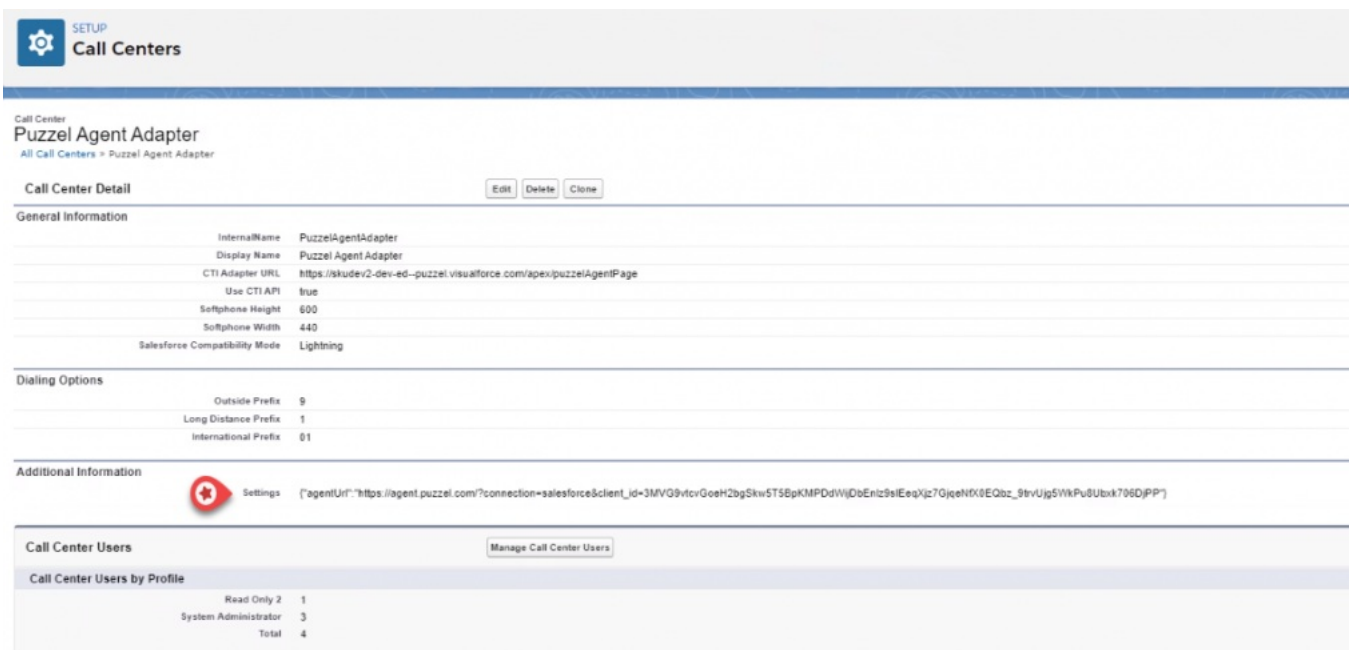 SETUP
Call Centers
Call Center
Puzzel Agent Adapter
All Call Centers > Puzzel Agent Adapter
Call Center Detail Edit Delete Clone
General Information
InternalName PuzzelAgentAdapter
Display Name Puzzel Agent Adapter
CTI Adapter URL https://skudev2-dev-ed--puzzel.visualforce.com/apex/puzzelAgentPage
Use CTI API true
Softphone Height 600
Softphone Width 440
Salesforce Compatibility Mode Lightning
Dialing Options
Outside Prefix 9
Long Distance Prefix 1
International Prefix 01
Additional Information
Settings
Call Center Users Manage Call Center Users
Call Center Users by Profile
Read Only 2 1
System Administrator 3
Total 4